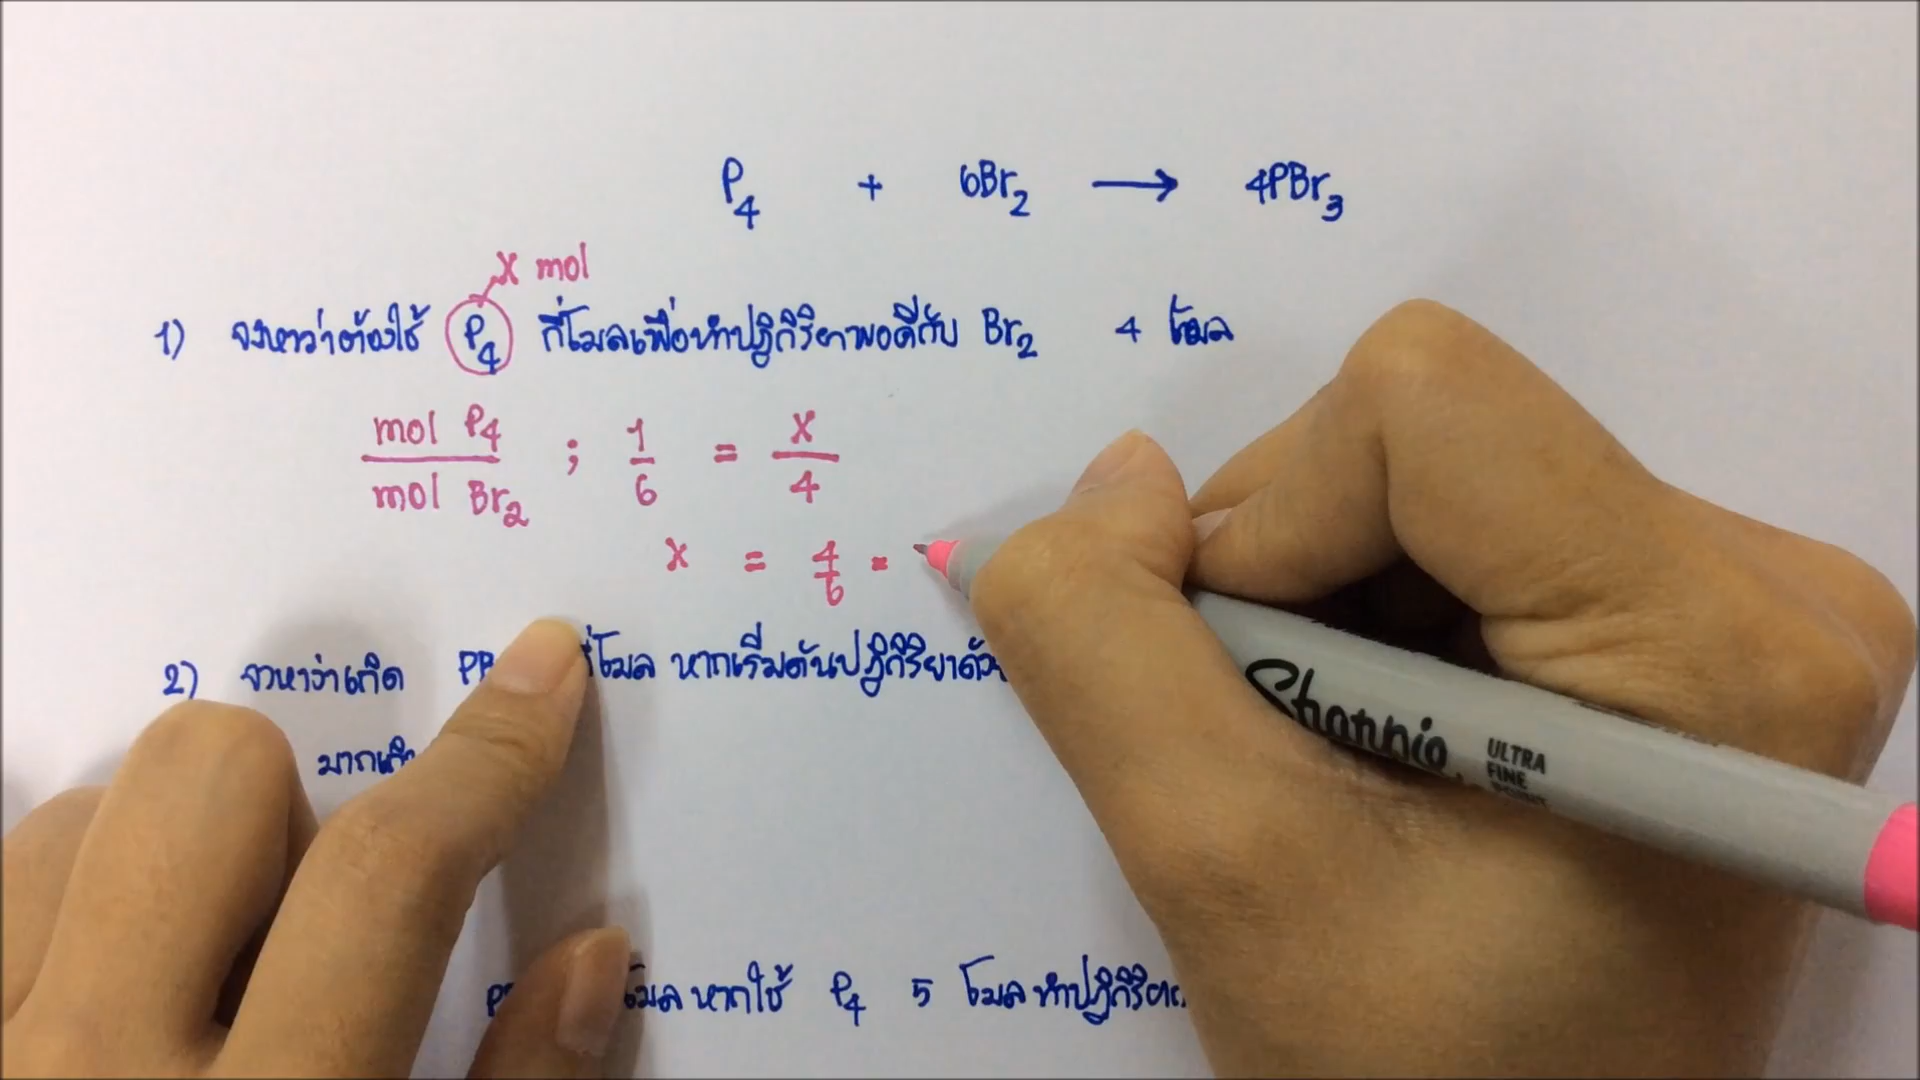 P4 + 6Br2 → 4PBr3
X mol
1) จงหาว่าต้องใช้ P4 กี่โมลเพื่อทำปฏิกิริยาพอดีกับ Br2 4 โมล
mol P4 / mol Br2 ; 1/6 = X/4
X = 4/6 =
2) จงหาว่าเกิด กี่โมล หากเริ่มต้นปฏิกิริยาด้วย
โมล หากใช้ P4 5 โมล ทำปฏิกิริยา
Sharpie ULTRA
FINE
POINT